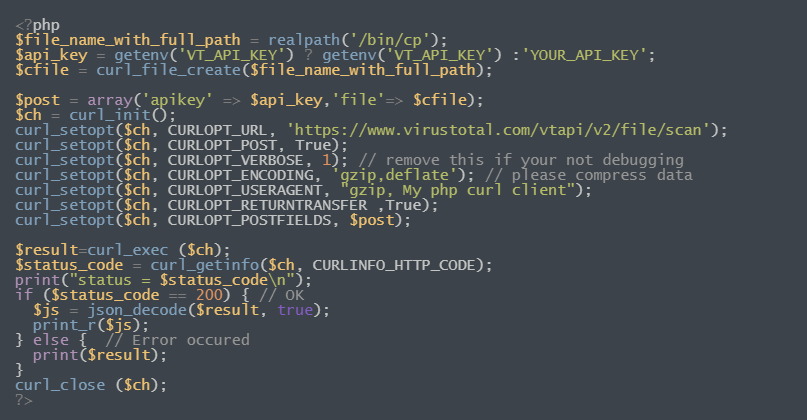 <?php
$file_name_with_full_path = realpath('/bin/cp');
$api_key = getenv('VT_API_KEY') ? getenv('VT_API_KEY') :'YOUR_API_KEY';
$cfile = curl_file_create($file_name_with_full_path);

$post = array('apikey' => $api_key,'file'=> $cfile);
$ch = curl_init();
curl_setopt($ch, CURLOPT_URL, 'https://www.virustotal.com/vtapi/v2/file/scan');
curl_setopt($ch, CURLOPT_POST, True);
curl_setopt($ch, CURLOPT_VERBOSE, 1); // remove this if your not debugging
curl_setopt($ch, CURLOPT_ENCODING, 'gzip,deflate'); // please compress data
curl_setopt($ch, CURLOPT_USERAGENT, "gzip, My php curl client");
curl_setopt($ch, CURLOPT_RETURNTRANSFER ,True);
curl_setopt($ch, CURLOPT_POSTFIELDS, $post);

$result=curl_exec ($ch);
$status_code = curl_getinfo($ch, CURLINFO_HTTP_CODE);
print("status = $status_code\n");
if ($status_code == 200) { // OK
  $js = json_decode($result, true);
  print_r($js);
} else {  // Error occured
  print($result);
}
curl_close ($ch);
?>